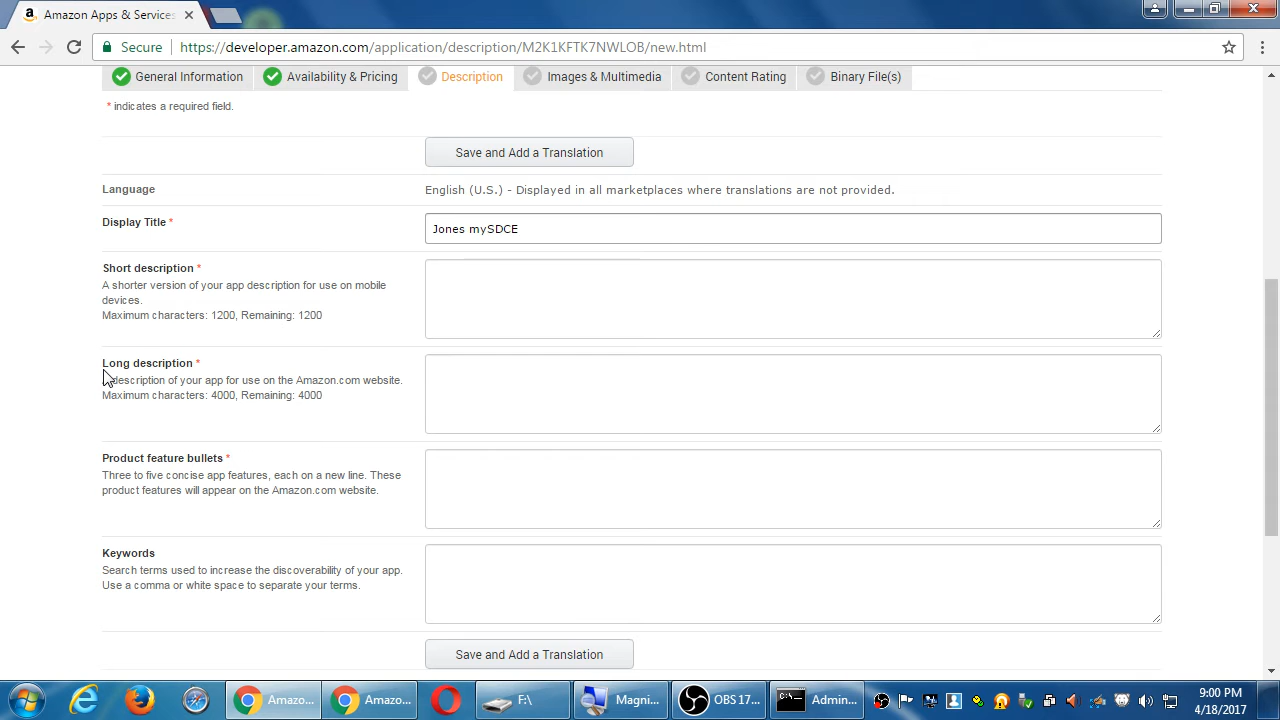 Amazon Apps & Services
Secure
https://developer.amazon.com/application/description/M2K1KFTK7NWLOB/new.html
General Information
Availability & Pricing
Description
Images & Multimedia
Content Rating
Binary File(s)
* indicates a required field.
Save and Add a Translation
Language
English (U.S.) - Displayed in all marketplaces where translations are not provided.
Display Title *
Jones mySDCE
Short description *
A shorter version of your app description for use on mobile
devices.
Maximum characters: 1200, Remaining: 1200
Long description *
description of your app for use on the Amazon.com website.
Maximum characters: 4000, Remaining: 4000
Product feature bullets *
Three to five concise app features, each on a new line. These
product features will appear on the Amazon.com website.
Keywords
Search terms used to increase the discoverability of your app.
Use a comma or white space to separate your terms.
Save and Add a Translation
Amazo...
Amazo...
F:\
Magni...
OBS 17...
Admin...
9:00 PM
4/18/2017